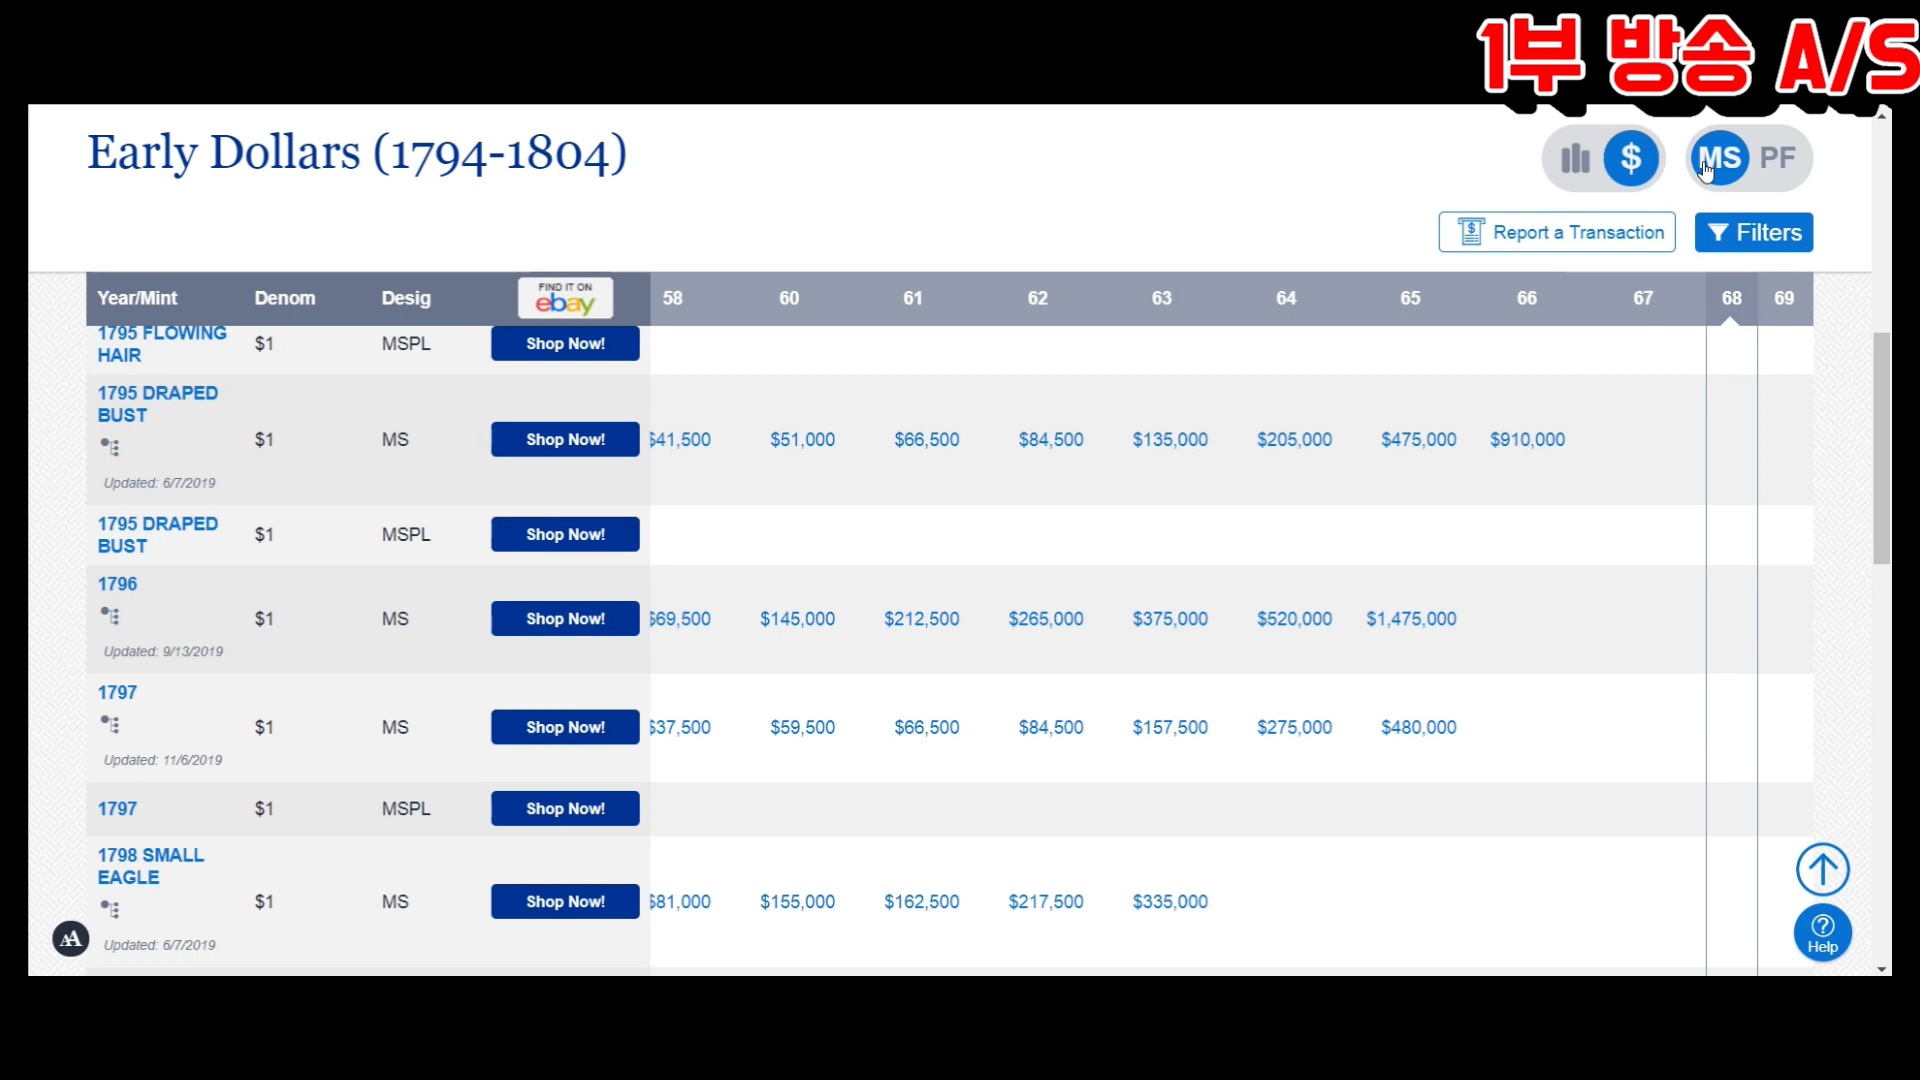 1부 방송 A/S
Early Dollars (1794-1804)
$ MS PF
Report a Transaction Filters
Year/Mint Denom Desig FIND IT ON ebay 58 60 61 62 63 64 65 66 67 68 69
1795 FLOWING HAIR $1 MSPL Shop Now!
1795 DRAPED BUST $1 MS Shop Now! $41,500 $51,000 $66,500 $84,500 $135,000 $205,000 $475,000 $910,000
Updated: 6/7/2019
1795 DRAPED BUST $1 MSPL Shop Now!
1796 $1 MS Shop Now! $69,500 $145,000 $212,500 $265,000 $375,000 $520,000 $1,475,000
Updated: 9/13/2019
1797 $1 MS Shop Now! $37,500 $59,500 $66,500 $84,500 $157,500 $275,000 $480,000
Updated: 11/6/2019
1797 $1 MSPL Shop Now!
1798 SMALL EAGLE $1 MS Shop Now! $81,000 $155,000 $162,500 $217,500 $335,000
Updated: 6/7/2019
AA
? Help